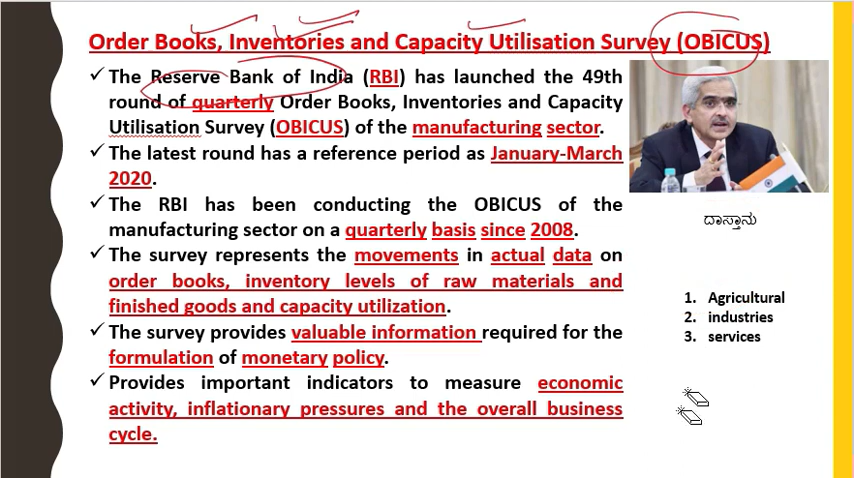 Order Books, Inventories and Capacity Utilisation Survey (OBICUS)
✓ The Reserve Bank of India (RBI) has launched the 49th
round of quarterly Order Books, Inventories and Capacity
Utilisation Survey (OBICUS) of the manufacturing sector.
✓ The latest round has a reference period as January-March
2020.
✓ The RBI has been conducting the OBICUS of the
manufacturing sector on a quarterly basis since 2008.
✓ The survey represents the movements in actual data on
order books, inventory levels of raw materials and
finished goods and capacity utilization.
✓ The survey provides valuable information required for the
formulation of monetary policy.
✓ Provides important indicators to measure economic
activity, inflationary pressures and the overall business
cycle.
ದಾಸ್ತಾನು
1. Agricultural
2. industries
3. services